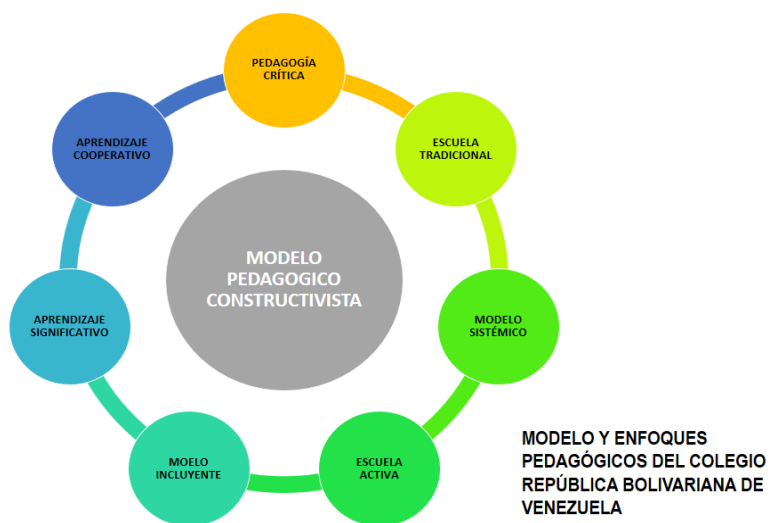 PEDAGOGÍA
CRÍTICA
ESCUELA
TRADICIONAL
MODELO
SISTÉMICO
ESCUELA
ACTIVA
MOELO
INCLUYENTE
APRENDIZAJE
SIGNIFICATIVO
APRENDIZAJE
COOPERATIVO
MODELO
PEDAGOGICO
CONSTRUCTIVISTA
MODELO Y ENFOQUES
PEDAGÓGICOS DEL COLEGIO
REPÚBLICA BOLIVARIANA DE
VENEZUELA